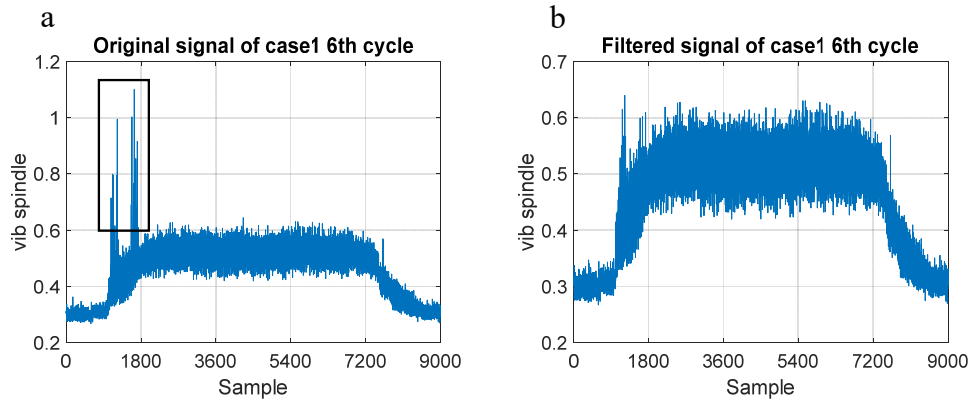 a
Original signal of case1 6th cycle
1.2
1
0.8
0.6
0.4
0.2
vib spindle
0 1800 3600 5400 7200 9000
Sample
b
Filtered signal of case1 6th cycle
0.7
0.6
0.5
0.4
0.3
0.2
vib spindle
0 1800 3600 5400 7200 9000
Sample